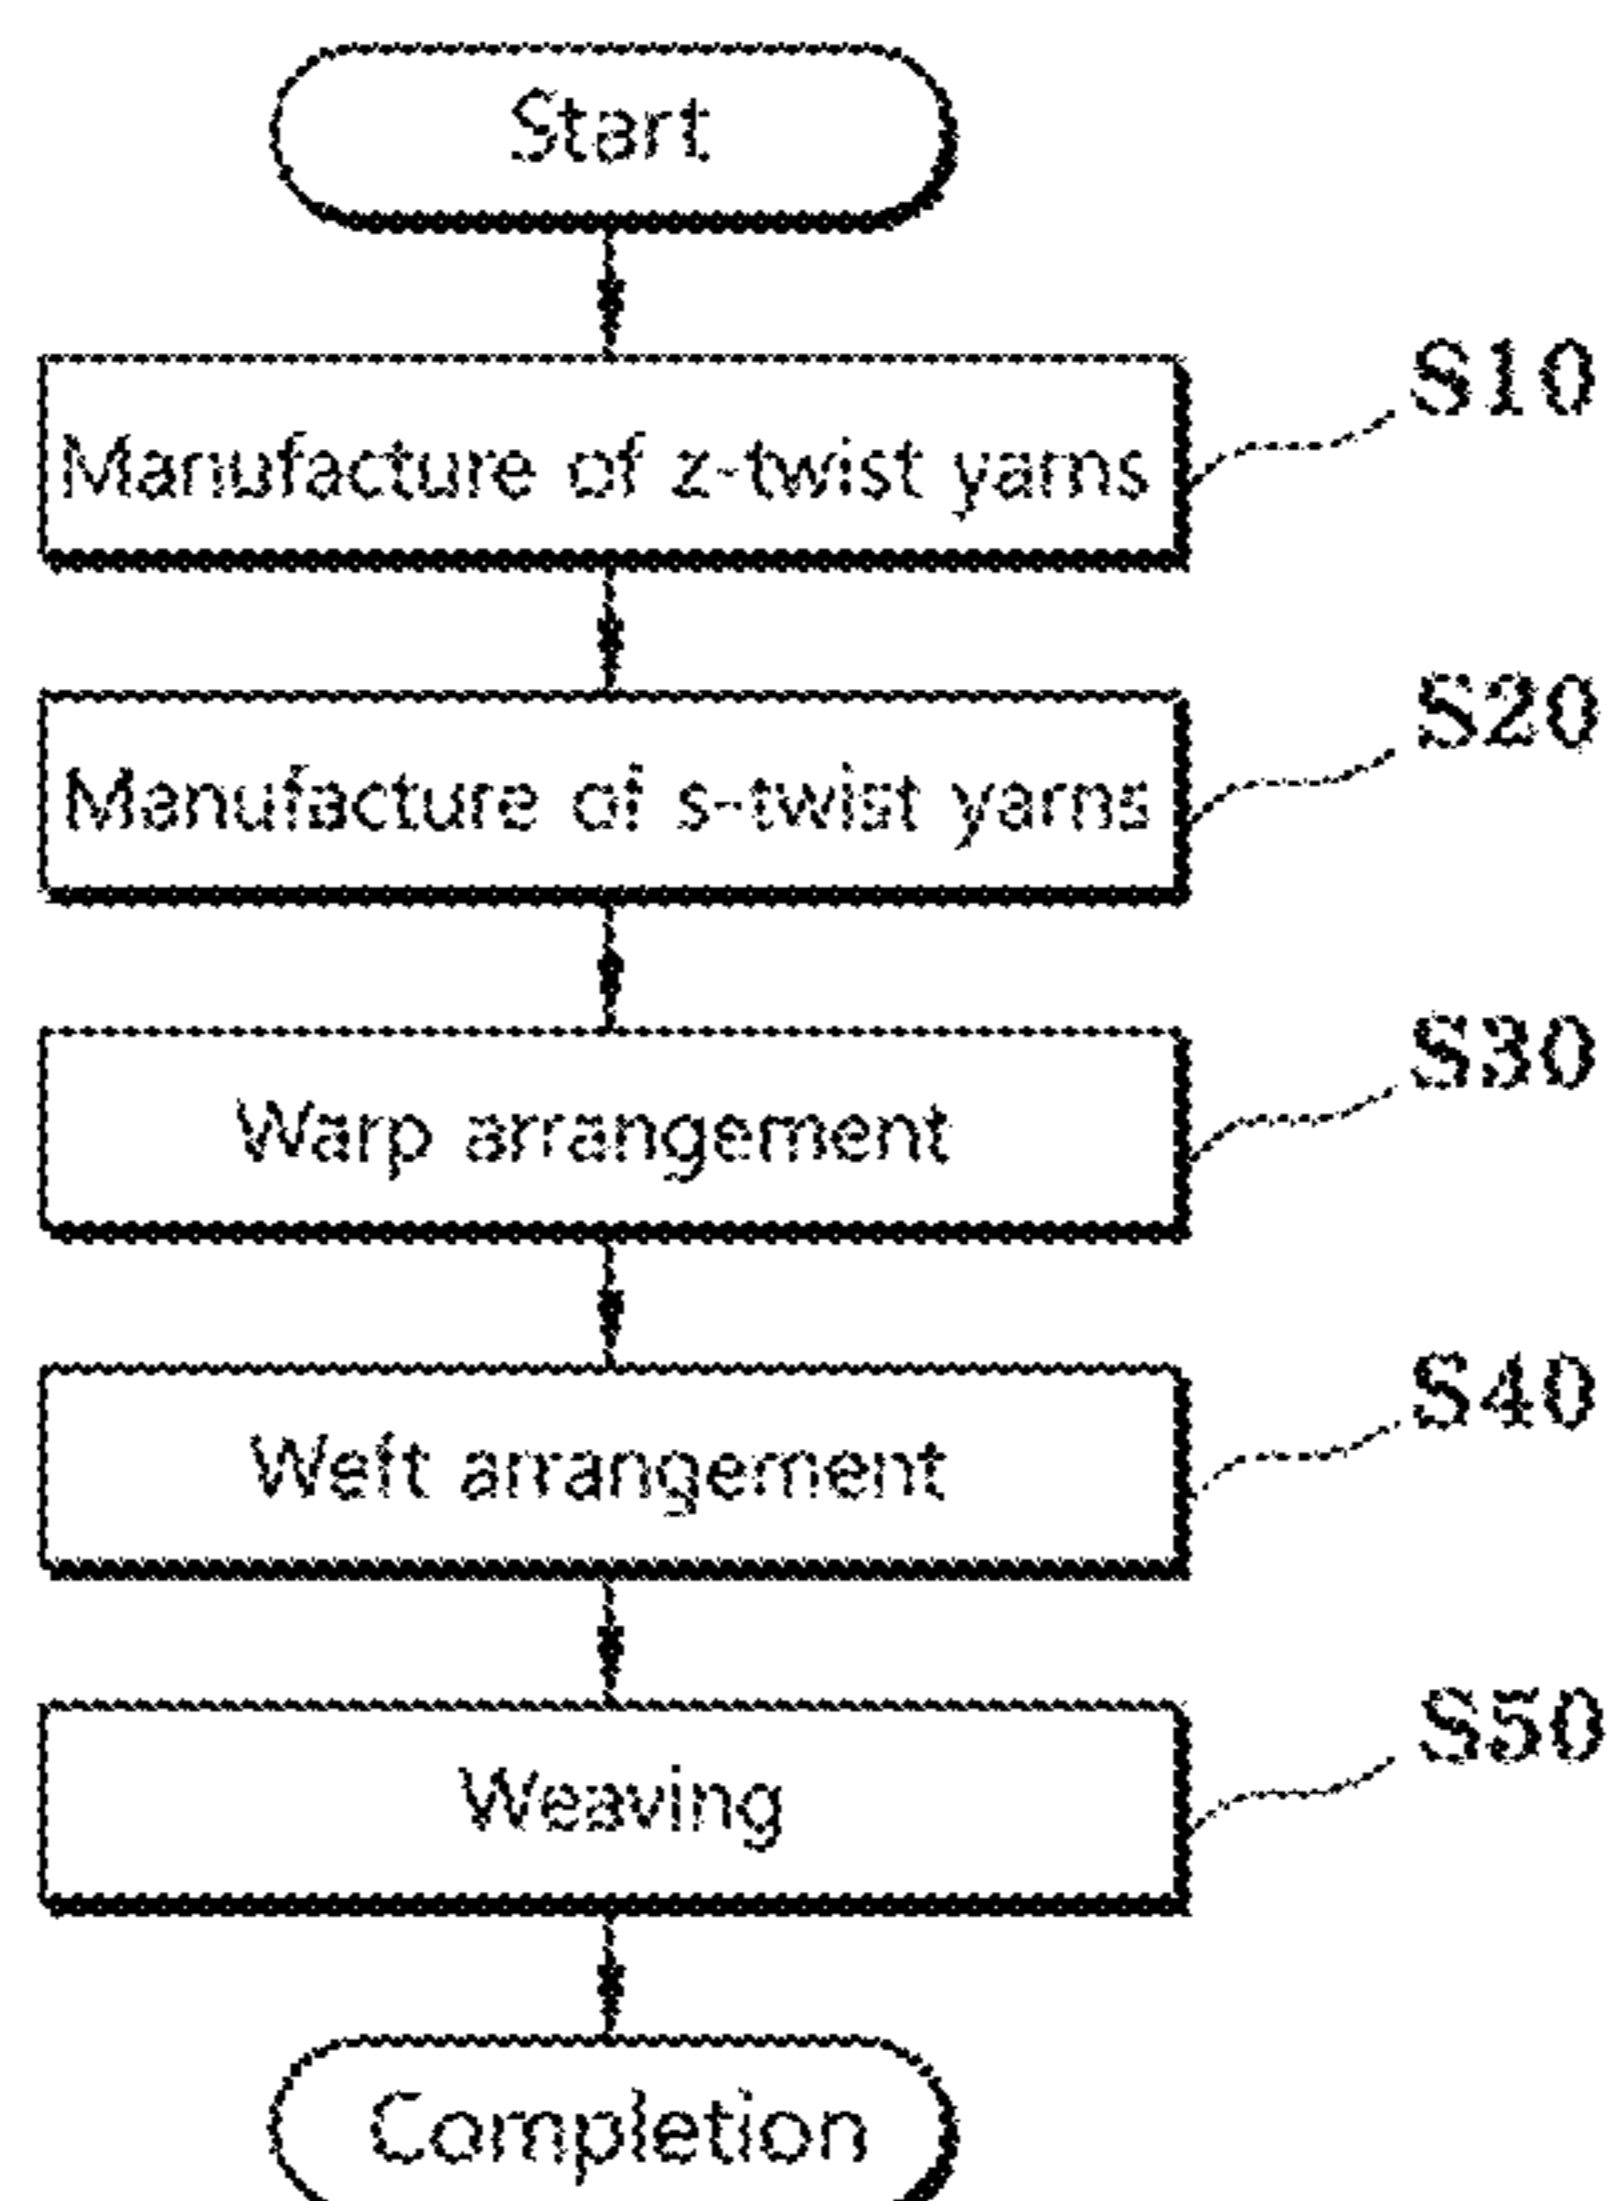 Start
Manufacture of z-twist yarns
S10
Manufacture of s-twist yarns
S20
Warp arrangement
S30
Weft arrangement
S40
Weaving
S50
Completion